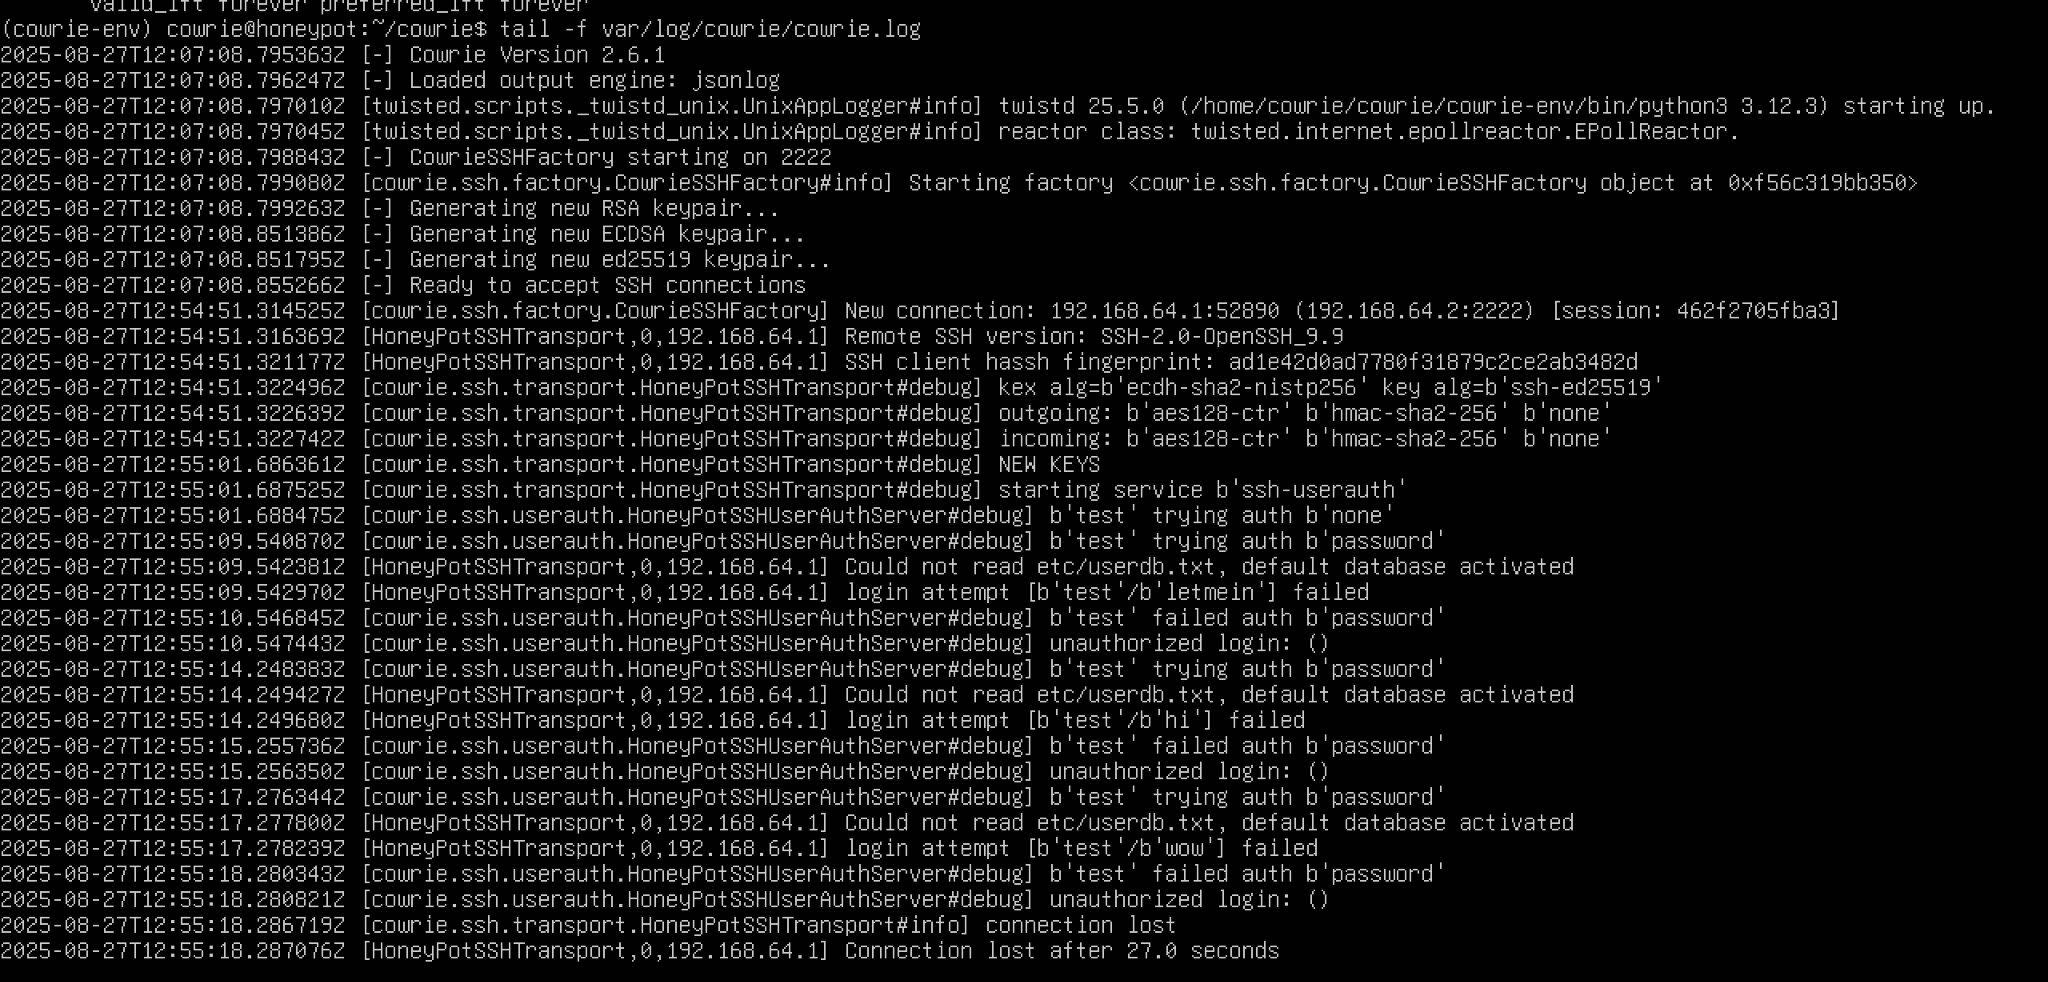 valid_lft forever preferred_lft forever
(cowrie-env) cowrie@honeypot:~/cowrie$ tail -f var/log/cowrie/cowrie.log
2025-08-27T12:07:08.795363Z [-] Cowrie Version 2.6.1
2025-08-27T12:07:08.796247Z [-] Loaded output engine: jsonlog
2025-08-27T12:07:08.797010Z [twisted.scripts._twistd_unix.UnixAppLogger#info] twistd 25.5.0 (/home/cowrie/cowrie/cowrie-env/bin/python3 3.12.3) starting up.
2025-08-27T12:07:08.797045Z [twisted.scripts._twistd_unix.UnixAppLogger#info] reactor class: twisted.internet.epollreactor.EPollReactor.
2025-08-27T12:07:08.798843Z [-] CowrieSSHFactory starting on 2222
2025-08-27T12:07:08.799080Z [cowrie.ssh.factory.CowrieSSHFactory#info] Starting factory <cowrie.ssh.factory.CowrieSSHFactory object at 0xf56c319bb350>
2025-08-27T12:07:08.799263Z [-] Generating new RSA keypair...
2025-08-27T12:07:08.851386Z [-] Generating new ECDSA keypair...
2025-08-27T12:07:08.851795Z [-] Generating new ed25519 keypair...
2025-08-27T12:07:08.855266Z [-] Ready to accept SSH connections
2025-08-27T12:54:51.314525Z [cowrie.ssh.factory.CowrieSSHFactory] New connection: 192.168.64.1:52890 (192.168.64.2:2222) [session: 462f2705fba3]
2025-08-27T12:54:51.316369Z [HoneyPotSSHTransport,0,192.168.64.1] Remote SSH version: SSH-2.0-OpenSSH_9.9
2025-08-27T12:54:51.321177Z [HoneyPotSSHTransport,0,192.168.64.1] SSH client hassh fingerprint: ad1e42d0ad7780f31879c2ce2ab3482d
2025-08-27T12:54:51.322496Z [cowrie.ssh.transport.HoneyPotSSHTransport#debug] kex alg=b'ecdh-sha2-nistp256' key alg=b'ssh-ed25519'
2025-08-27T12:54:51.322639Z [cowrie.ssh.transport.HoneyPotSSHTransport#debug] outgoing: b'aes128-ctr' b'hmac-sha2-256' b'none'
2025-08-27T12:54:51.322742Z [cowrie.ssh.transport.HoneyPotSSHTransport#debug] incoming: b'aes128-ctr' b'hmac-sha2-256' b'none'
2025-08-27T12:55:01.686361Z [cowrie.ssh.transport.HoneyPotSSHTransport#debug] NEW KEYS
2025-08-27T12:55:01.687525Z [cowrie.ssh.transport.HoneyPotSSHTransport#debug] starting service b'ssh-userauth'
2025-08-27T12:55:01.688475Z [cowrie.ssh.userauth.HoneyPotSSHUserAuthServer#debug] b'test' trying auth b'none'
2025-08-27T12:55:09.540870Z [cowrie.ssh.userauth.HoneyPotSSHUserAuthServer#debug] b'test' trying auth b'password'
2025-08-27T12:55:09.542381Z [HoneyPotSSHTransport,0,192.168.64.1] Could not read etc/userdb.txt, default database activated
2025-08-27T12:55:09.542970Z [HoneyPotSSHTransport,0,192.168.64.1] login attempt [b'test'/b'letmein'] failed
2025-08-27T12:55:10.546845Z [cowrie.ssh.userauth.HoneyPotSSHUserAuthServer#debug] b'test' failed auth b'password'
2025-08-27T12:55:10.547443Z [cowrie.ssh.userauth.HoneyPotSSHUserAuthServer#debug] unauthorized login: ()
2025-08-27T12:55:14.248383Z [cowrie.ssh.userauth.HoneyPotSSHUserAuthServer#debug] b'test' trying auth b'password'
2025-08-27T12:55:14.249427Z [HoneyPotSSHTransport,0,192.168.64.1] Could not read etc/userdb.txt, default database activated
2025-08-27T12:55:14.249680Z [HoneyPotSSHTransport,0,192.168.64.1] login attempt [b'test'/b'hi'] failed
2025-08-27T12:55:15.255736Z [cowrie.ssh.userauth.HoneyPotSSHUserAuthServer#debug] b'test' failed auth b'password'
2025-08-27T12:55:15.256350Z [cowrie.ssh.userauth.HoneyPotSSHUserAuthServer#debug] unauthorized login: ()
2025-08-27T12:55:17.276344Z [cowrie.ssh.userauth.HoneyPotSSHUserAuthServer#debug] b'test' trying auth b'password'
2025-08-27T12:55:17.277800Z [HoneyPotSSHTransport,0,192.168.64.1] Could not read etc/userdb.txt, default database activated
2025-08-27T12:55:17.278239Z [HoneyPotSSHTransport,0,192.168.64.1] login attempt [b'test'/b'wow'] failed
2025-08-27T12:55:18.280343Z [cowrie.ssh.userauth.HoneyPotSSHUserAuthServer#debug] b'test' failed auth b'password'
2025-08-27T12:55:18.280821Z [cowrie.ssh.userauth.HoneyPotSSHUserAuthServer#debug] unauthorized login: ()
2025-08-27T12:55:18.286719Z [cowrie.ssh.transport.HoneyPotSSHTransport#info] connection lost
2025-08-27T12:55:18.287076Z [HoneyPotSSHTransport,0,192.168.64.1] Connection lost after 27.0 seconds